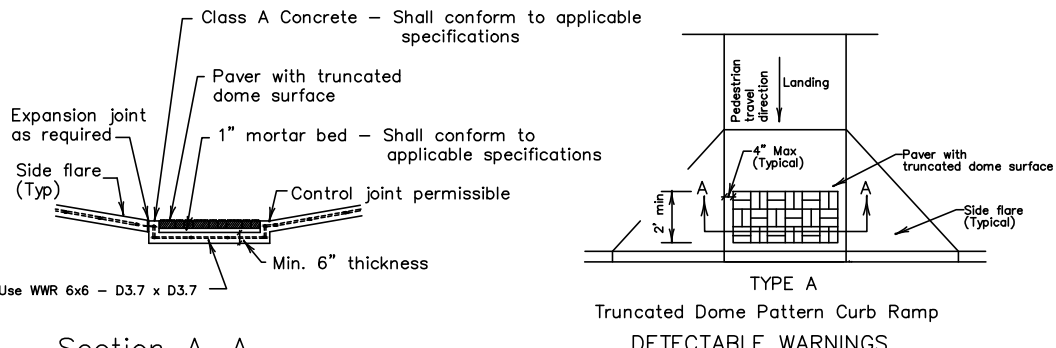 Class A Concrete – Shall conform to applicable
specifications
Paver with truncated
dome surface
Expansion joint
as required
1" mortar bed – Shall conform to
applicable specifications
Side flare
(Typ)
Control joint permissible
Min. 6" thickness
Use WWR 6x6 – D3.7 x D3.7
Section A-A
Pedestrian
travel
direction
Landing
4" Max
(Typical)
Paver with
truncated dome surface
A
A
2' min.
Side flare
(Typical)
TYPE A
Truncated Dome Pattern Curb Ramp
DETECTABLE WARNINGS